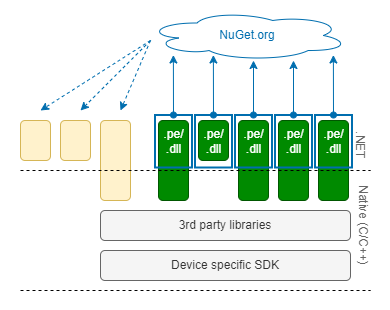 NuGet.org
.pe/
.dll
.pe/
.dll
.pe/
.dll
.pe/
.dll
.pe/
.dll
.NET
Native (C/C++)
3rd party libraries
Device specific SDK